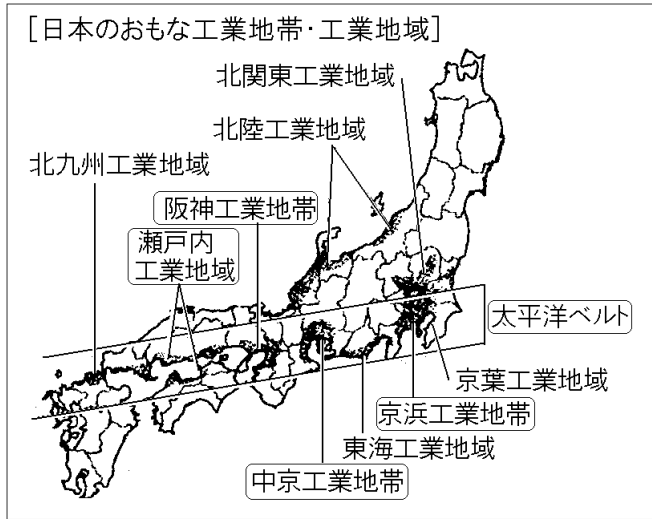 [日本のおもな工業地帯・工業地域]
北関東工業地域
北陸工業地域
北九州工業地域
阪神工業地帯
瀬戸内
工業地域
太平洋ベルト
京葉工業地域
京浜工業地帯
東海工業地域
中京工業地帯